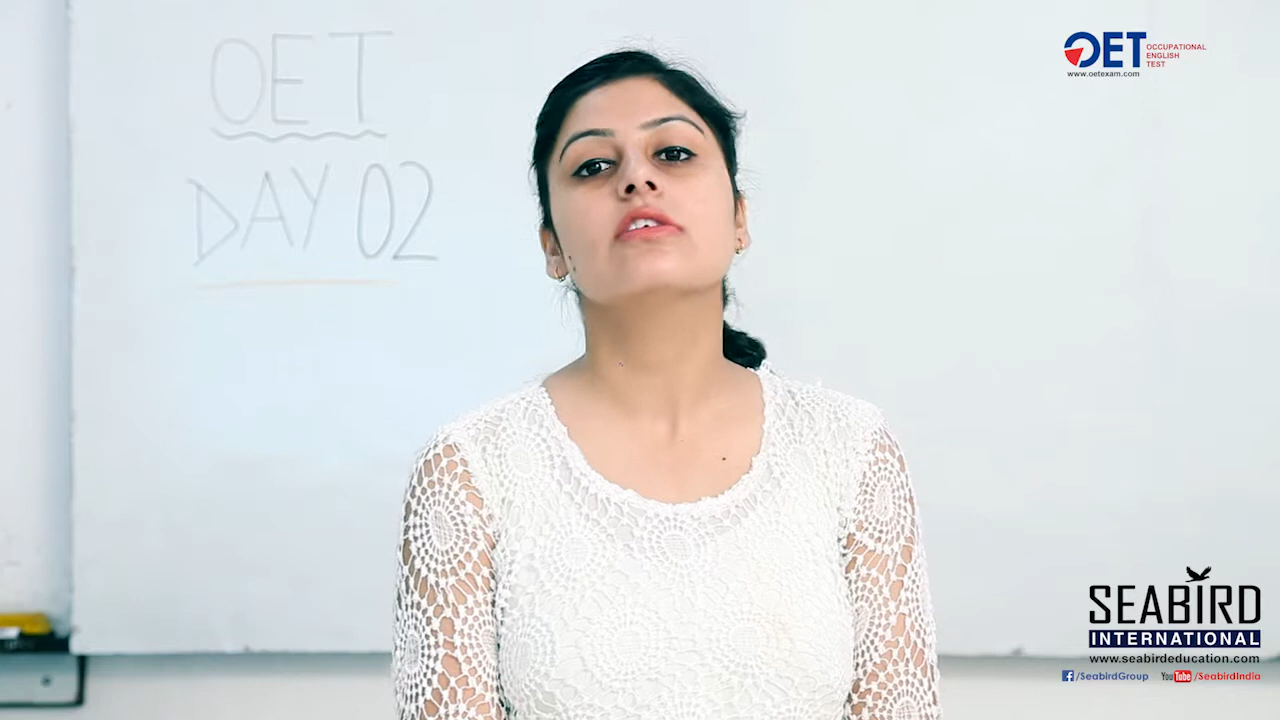 OET
DAY 02
OET OCCUPATIONAL
ENGLISH
TEST
www.oetexam.com
SEABIRD
INTERNATIONAL
www.seabirdeducation.com
f/SeabirdGroup YouTube/SeabirdIndia